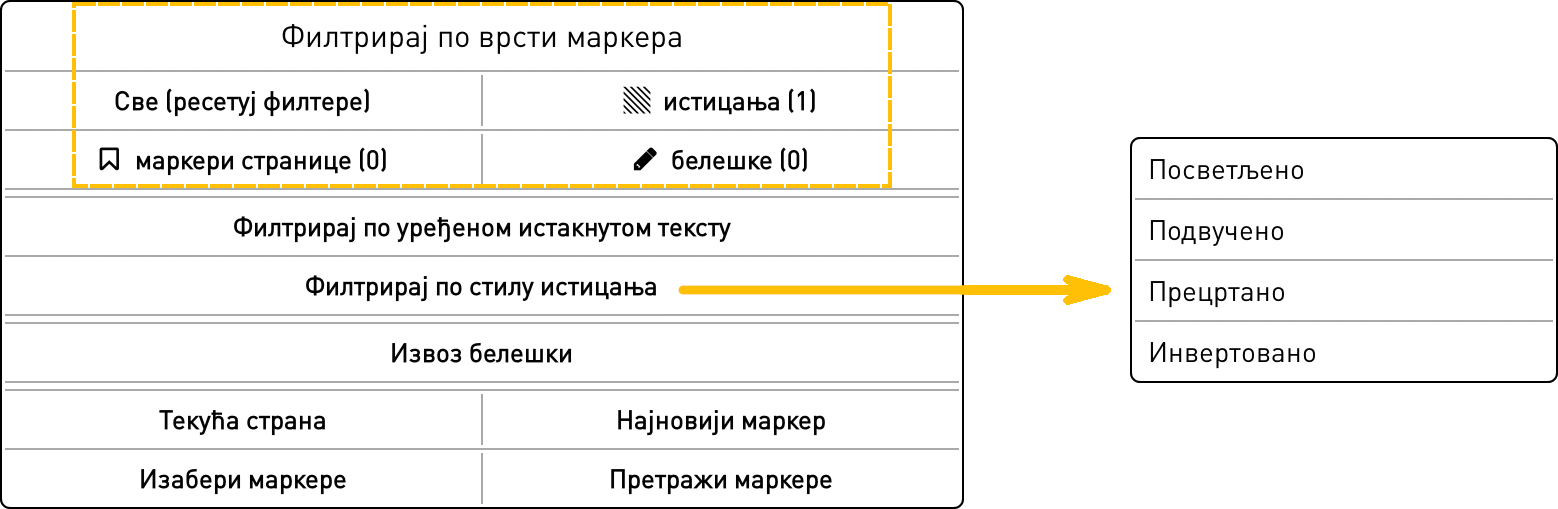 Филтрирај по врсти маркера
Све (ресетуј филтере)
истицања (1)
маркери странице (0)
белешке (0)
Филтрирај по уређеном истакнутом тексту
Филтрирај по стилу истицања
Извоз белешки
Текућа страна
Најновији маркер
Изабери маркере
Претражи маркере
Посветљено
Подвучено
Прецртано
Инвертовано